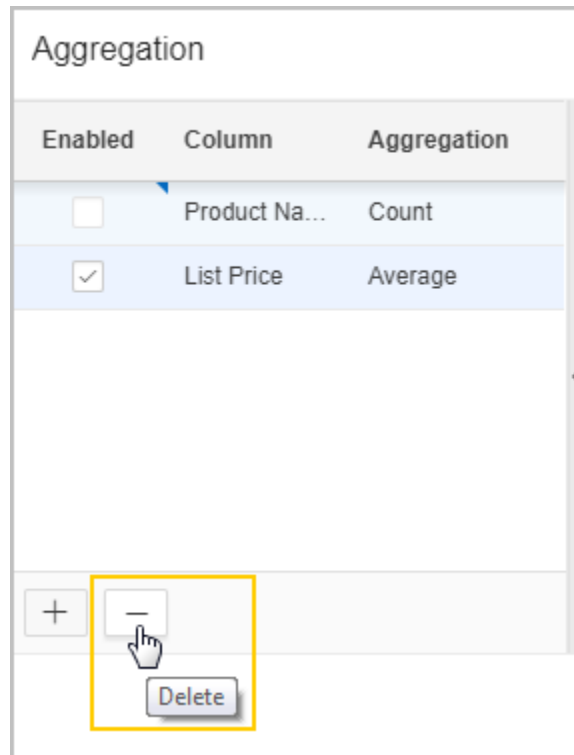 Aggregation
Enabled Column Aggregation
Product Na... Count
List Price Average
Delete